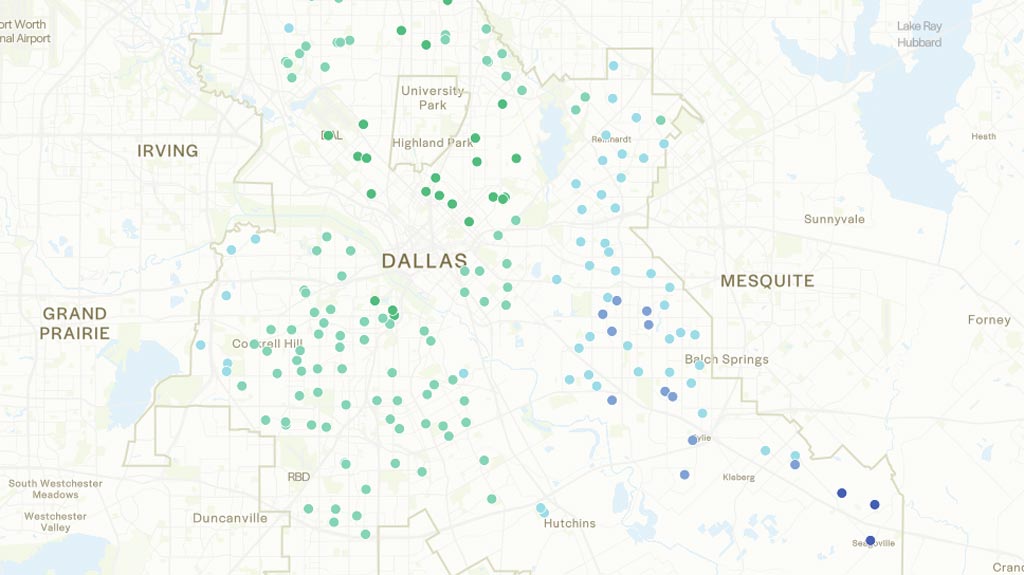 ort Worth
nal Airport
Lake Ray
Hubbard
University
Park
DAL
Highland Park
Reinhardt
Heath
IRVING
Sunnyvale
DALLAS
MESQUITE
GRAND
PRAIRIE
Forney
Cockrell Hill
Balch Springs
Rylie
RBD
Kleberg
South Westchester
Meadows
Westchester
Valley
Duncanville
Hutchins
Seagoville
Cranc